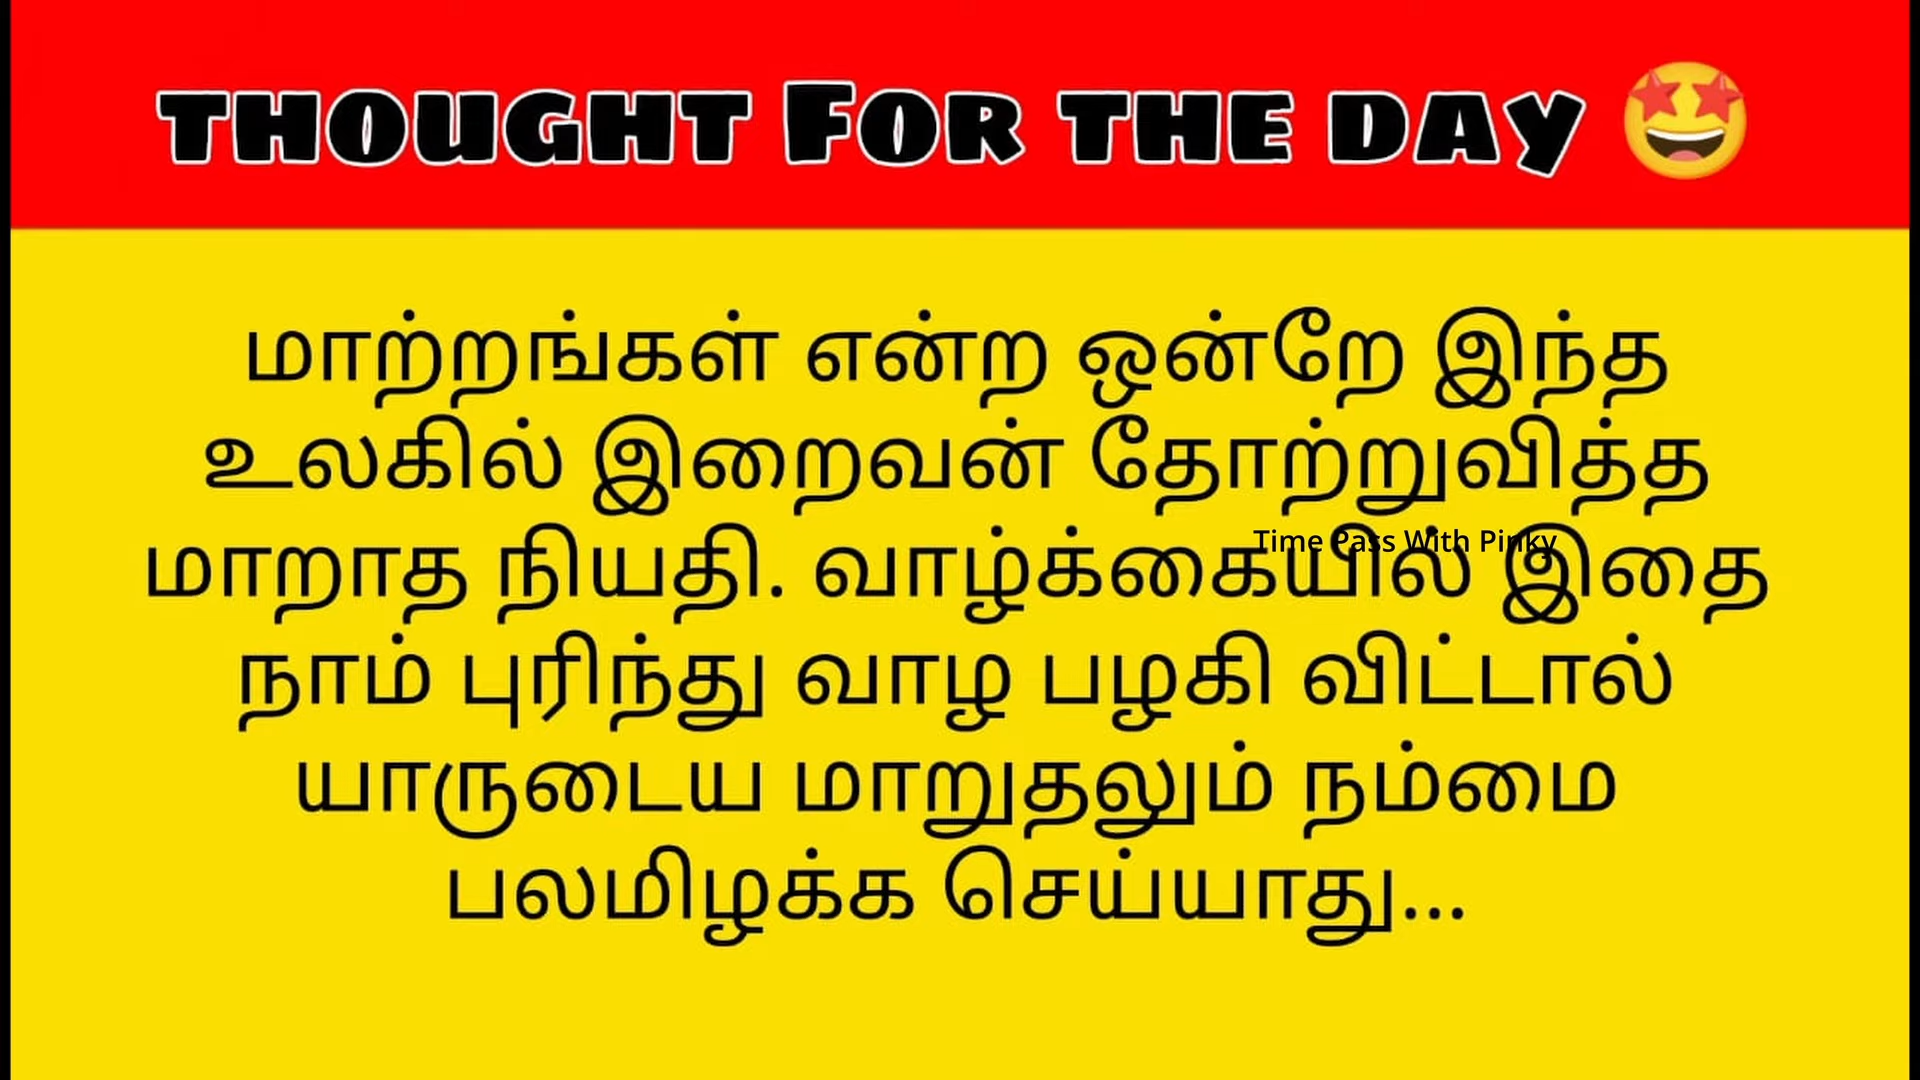 THOUGHT FOR THE DAY 🤩
மாற்றங்கள் என்ற ஒன்றே இந்த
உலகில் இறைவன் தோற்றுவித்த
மாறாத நியதி. வாழ்க்கையில் இதை
Time Pass With Pinky
நாம் புரிந்து வாழ பழகி விட்டால்
யாருடைய மாறுதலும் நம்மை
பலமிழக்க செய்யாது...